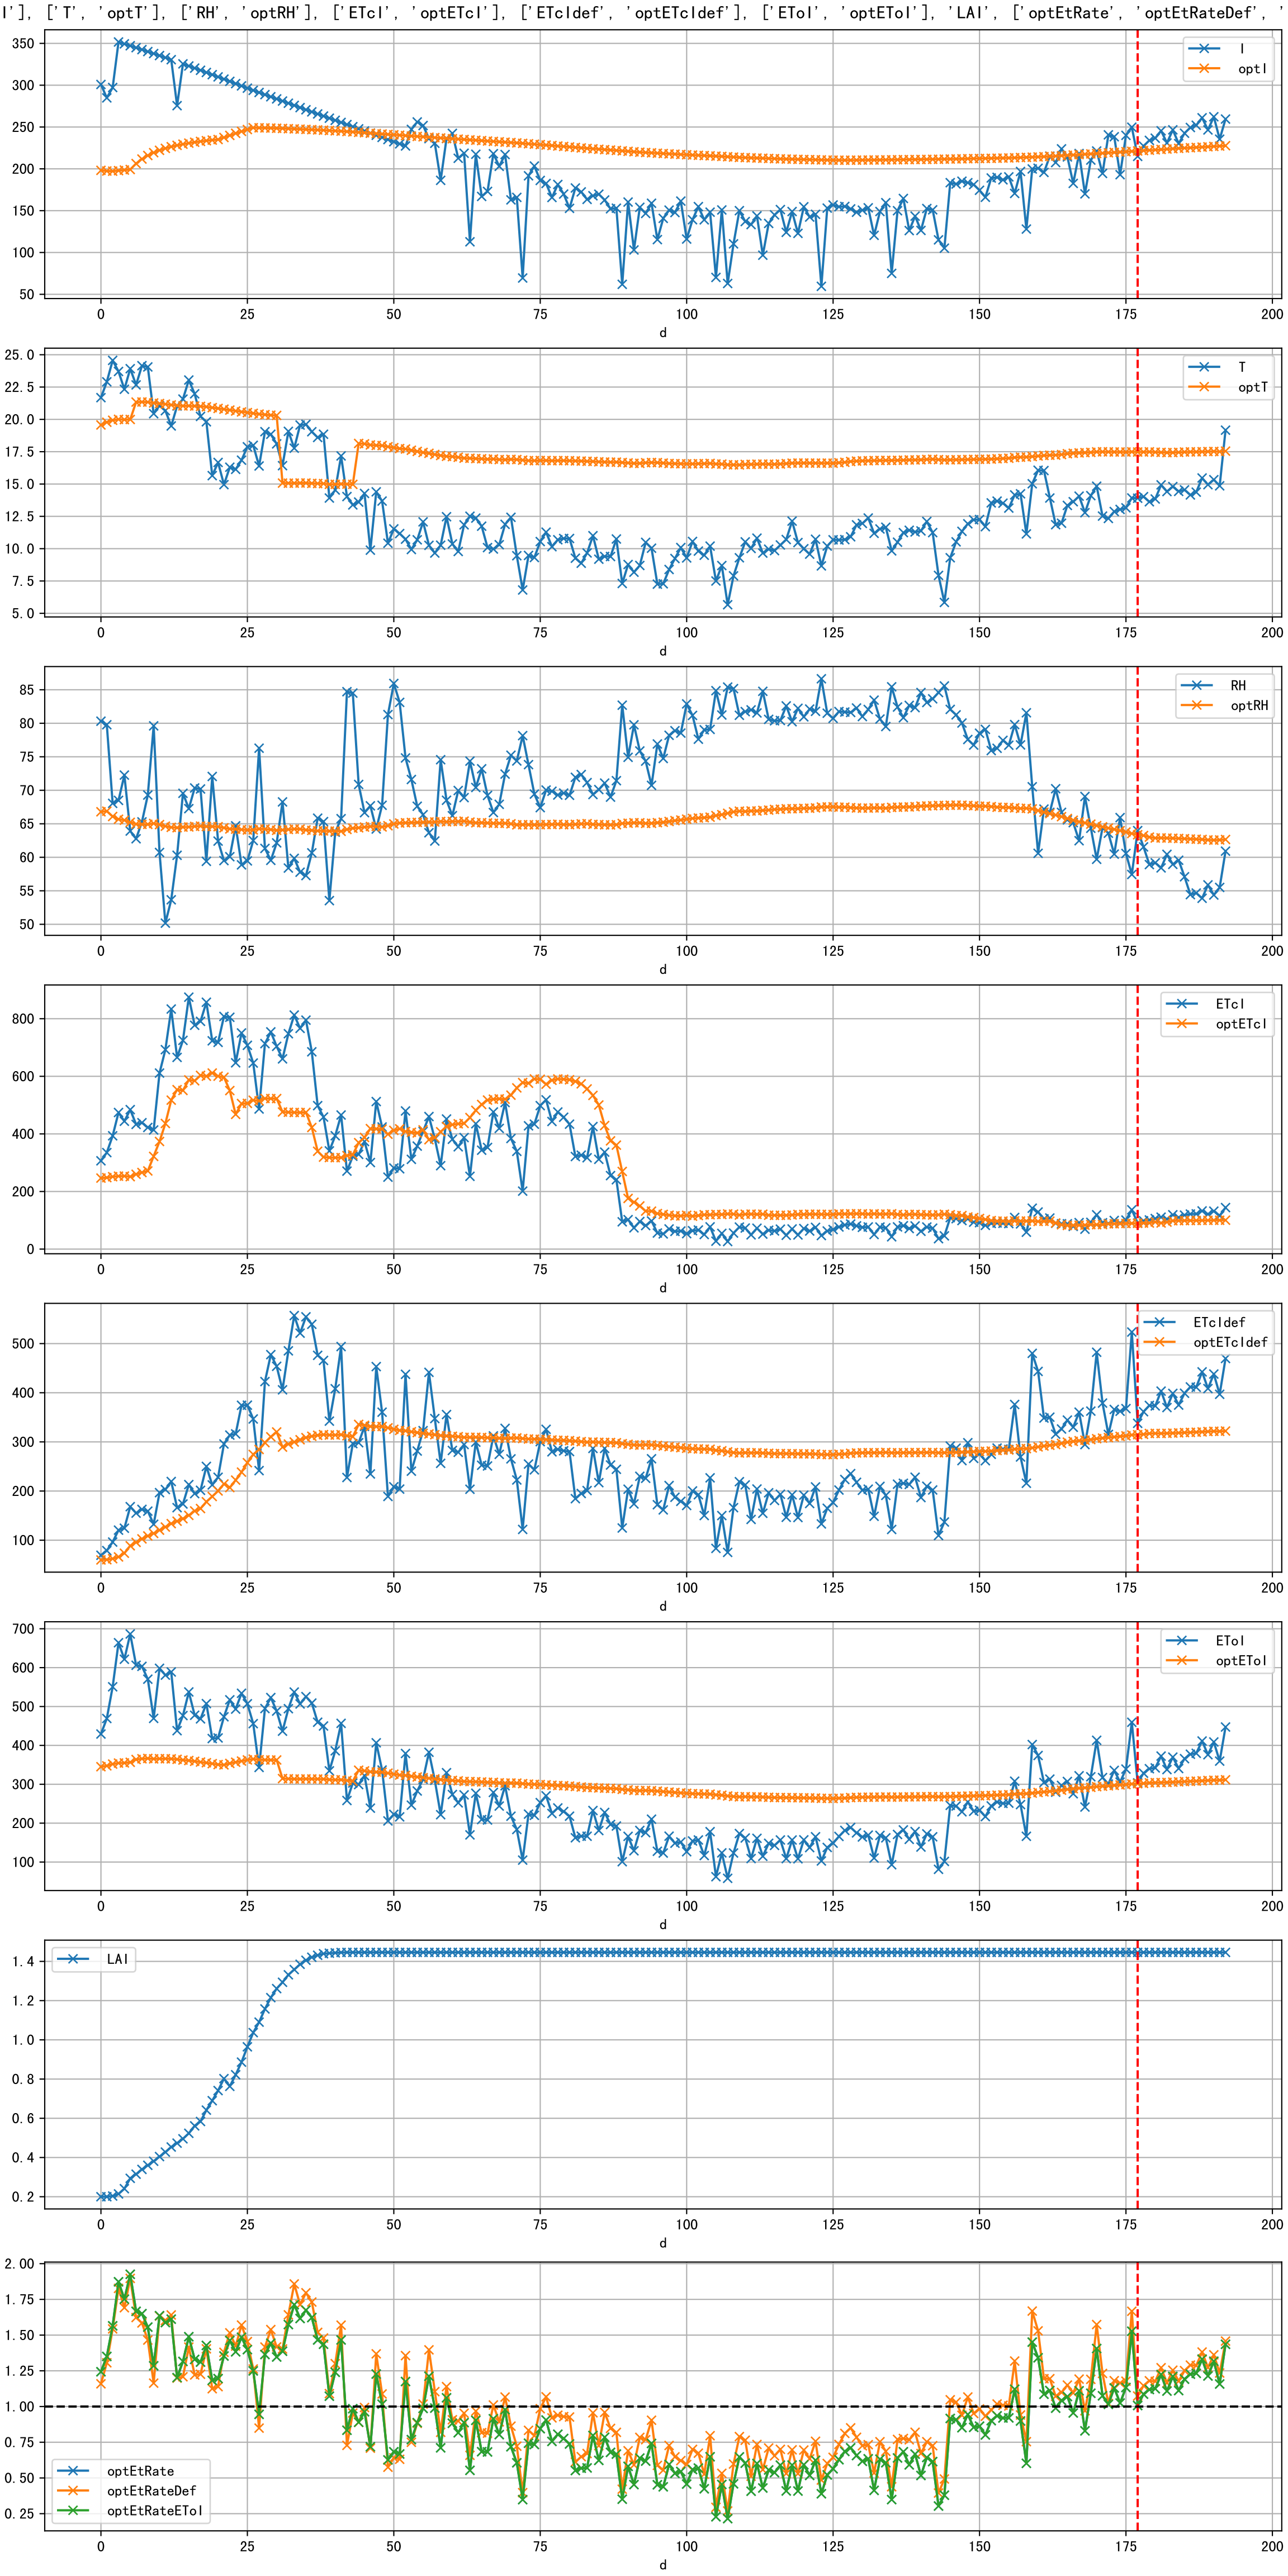 I'], ['T', 'optT'], ['RH', 'optRH'], ['ETcI', 'optETcI'], ['ETcIdef', 'optETcIdef'], ['EToI', 'optEToI'], 'LAI', ['optEtRate', 'optEtRateDef', '
350
300
250
200
150
100
50
I
optI
0 25 50 75 100 125 150 175 200
d
25.0
22.5
20.0
17.5
15.0
12.5
10.0
7.5
5.0
T
optT
0 25 50 75 100 125 150 175 200
d
85
80
75
70
65
60
55
50
RH
optRH
0 25 50 75 100 125 150 175 200
d
800
600
400
200
0
ETcI
optETcI
0 25 50 75 100 125 150 175 200
d
500
400
300
200
100
ETcIdef
optETcIdef
0 25 50 75 100 125 150 175 200
d
700
600
500
400
300
200
100
EToI
optEToI
0 25 50 75 100 125 150 175 200
d
1.4
1.2
1.0
0.8
0.6
0.4
0.2
LAI
0 25 50 75 100 125 150 175 200
d
2.00
1.75
1.50
1.25
1.00
0.75
0.50
0.25
optEtRate
optEtRateDef
optEtRateEToI
0 25 50 75 100 125 150 175 200
d